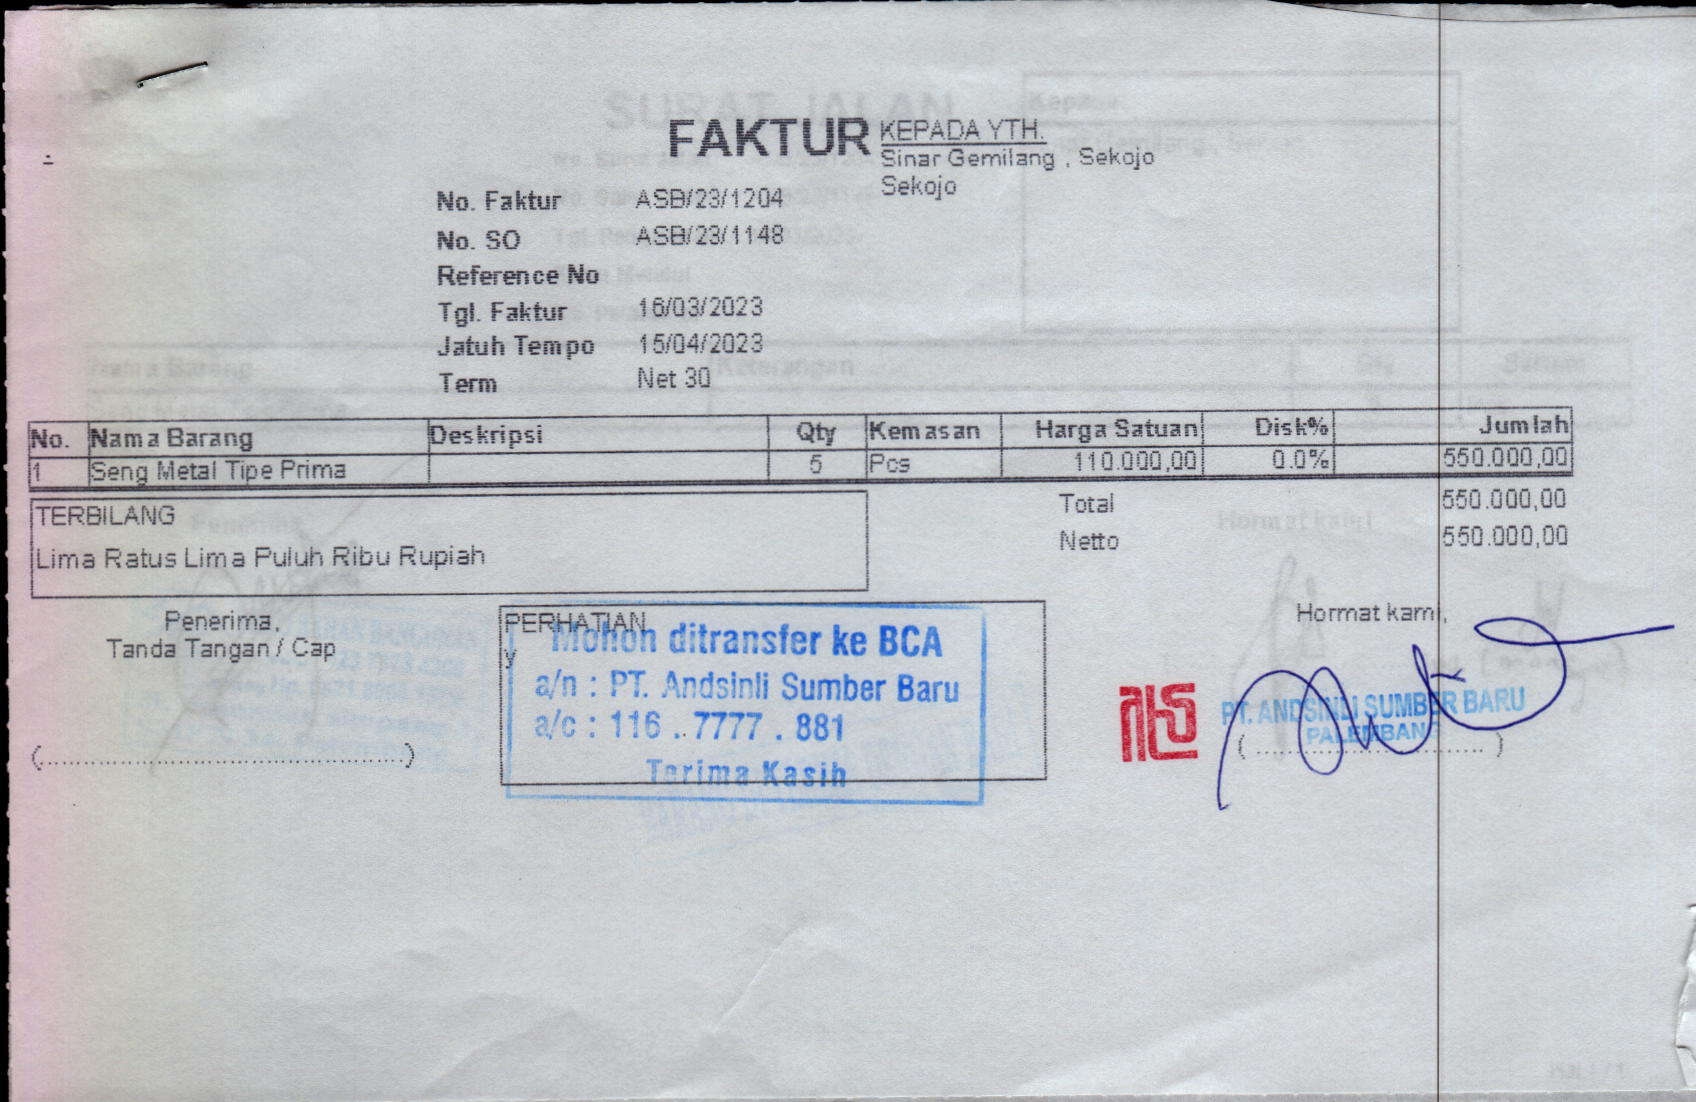 FAKTUR
KEPADA YTH.
Sinar Gemilang , Sekojo
Sekojo
No. Faktur ASB/23/1204
No. SO ASB/23/1148
Reference No
Tgl. Faktur 16/03/2023
Jatuh Tempo 15/04/2023
Term Net 30
No. Nama Barang Deskripsi Qty Kemasan Harga Satuan Disk% Jumlah
1 Seng Metal Tipe Prima 5 Pcs 110.000,00 0.0% 550.000,00
Total 550.000,00
Netto 550.000,00
TERBILANG
Lima Ratus Lima Puluh Ribu Rupiah
Penerima,
Tanda Tangan / Cap
(..............................................)
PERHATIAN
y
Mohon ditransfer ke BCA
a/n : PT. Andsinli Sumber Baru
a/c : 116 . 7777 . 881
Terima Kasih
Hormat kami,
PT. ANDSINLI SUMBER BARU
PALEMBANG
(..............................)